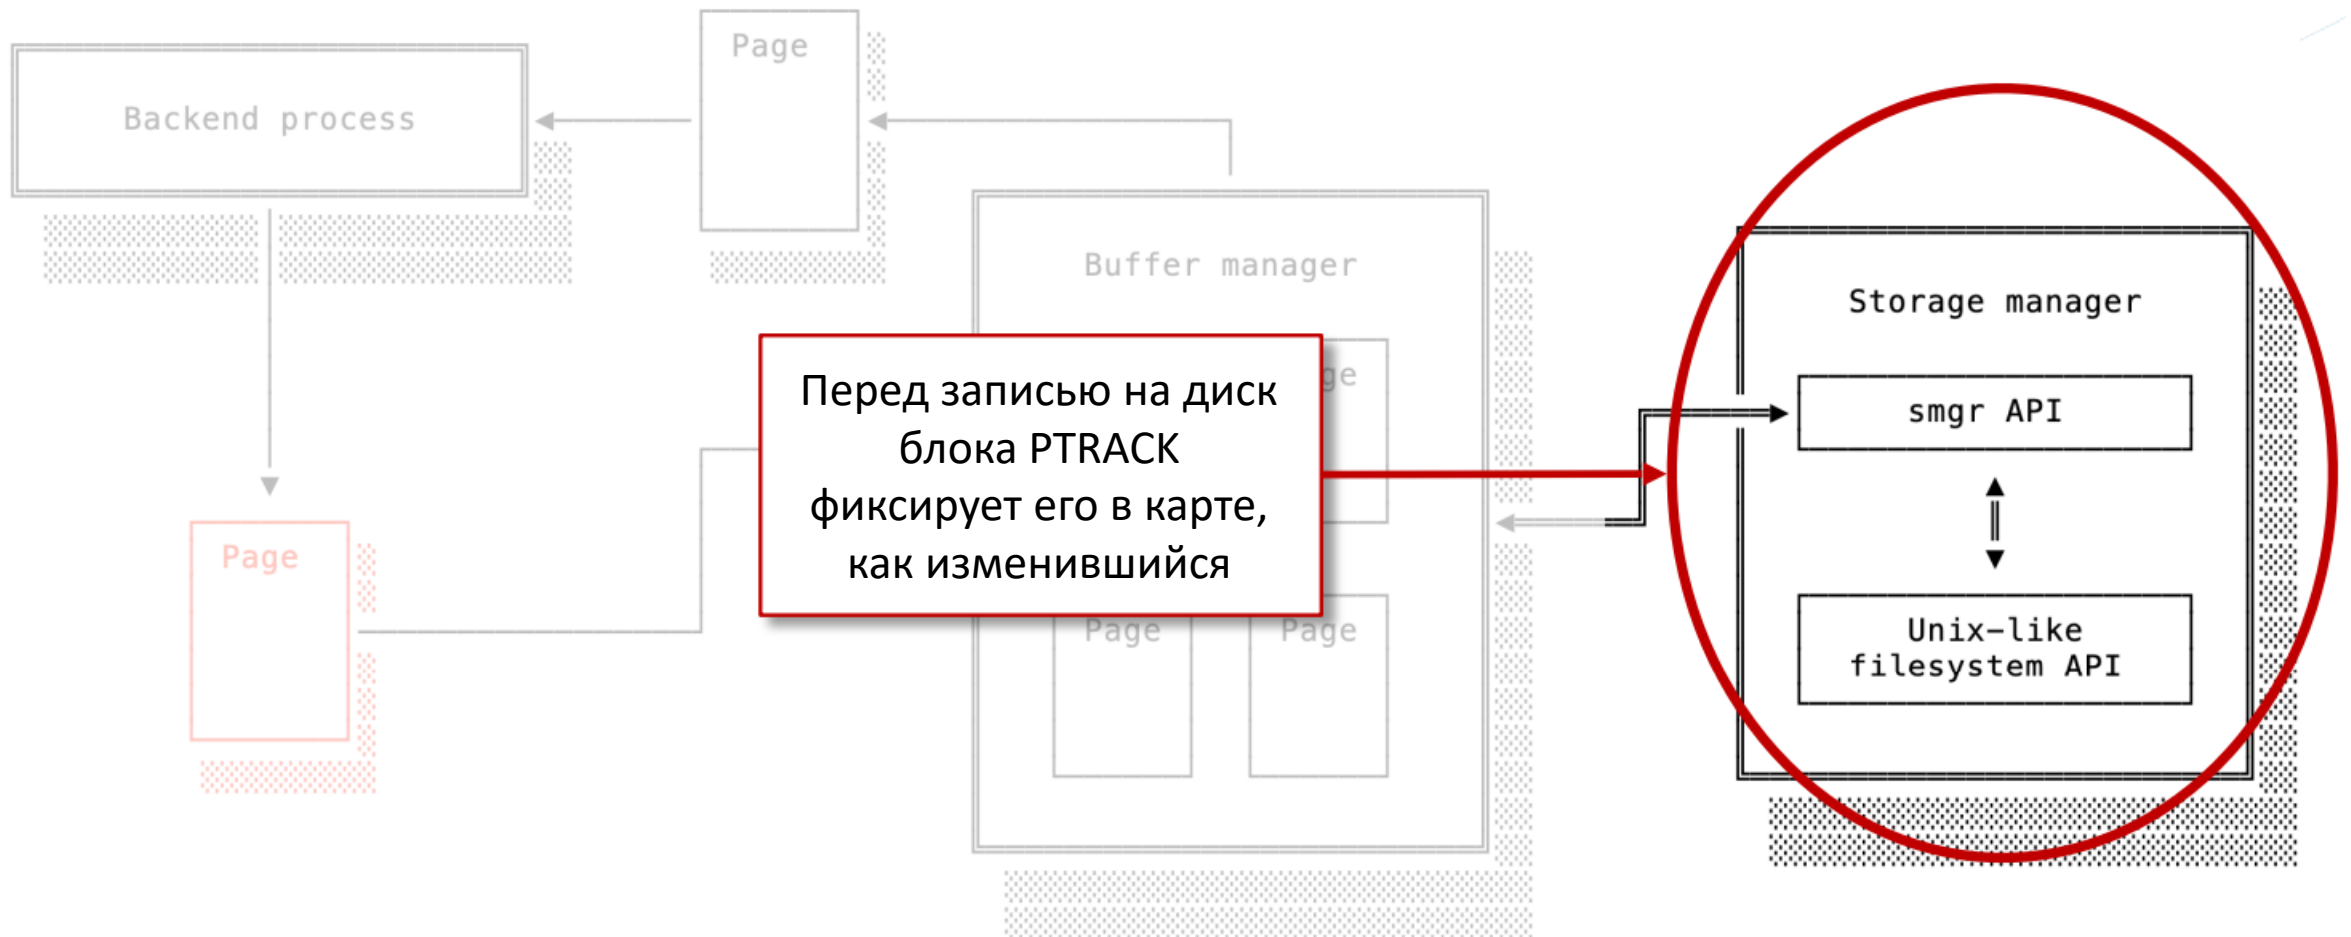 Page
Backend process
Buffer manager
Storage manager
Перед записью на диск
блока PTRACK
фиксирует его в карте,
как изменившийся
smgr API
Page
Page
Page
Unix-like
filesystem API